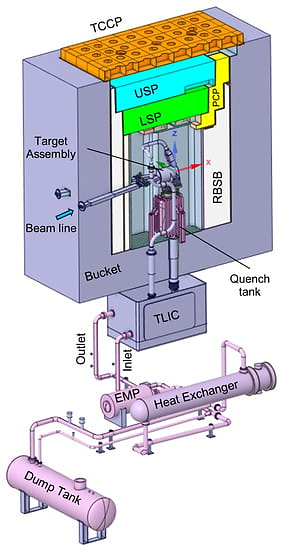 TCCP
USP
PCP
LSP
Target
Assembly
z
x
RBSB
Beam line
Bucket
Quench
tank
TLIC
Outlet
Inlet
EMP
Heat Exchanger
Dump Tank